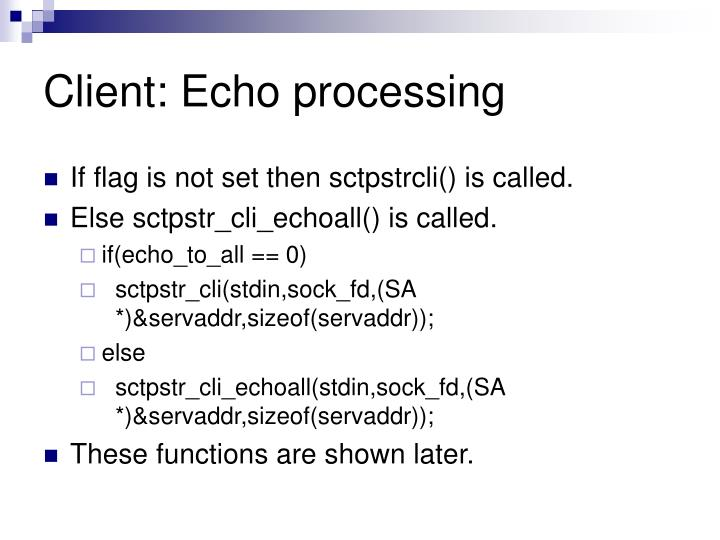 Client: Echo processing
If flag is not set then sctpstrcli() is called.
Else sctpstr_cli_echoall() is called.
if(echo_to_all == 0)
sctpstr_cli(stdin,sock_fd,(SA
*)&servaddr,sizeof(servaddr));
else
sctpstr_cli_echoall(stdin,sock_fd,(SA
*)&servaddr,sizeof(servaddr));
These functions are shown later.